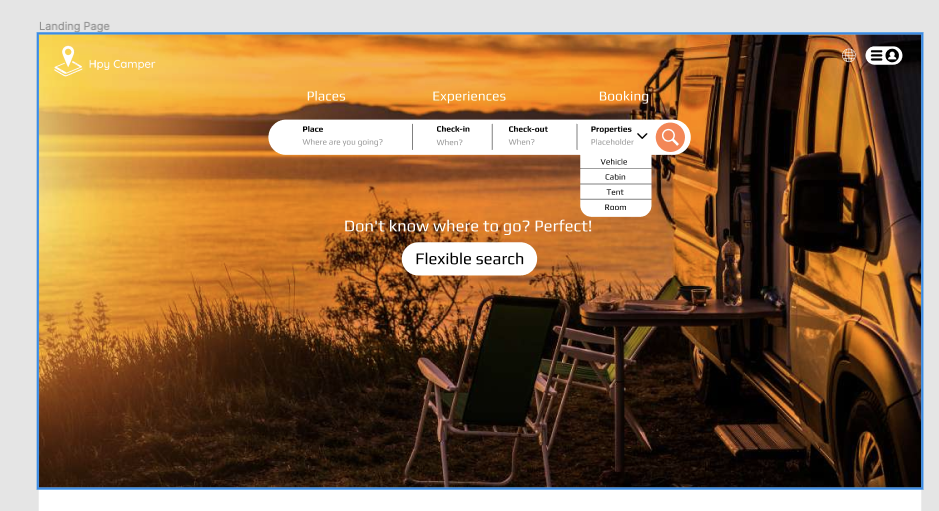 Landing Page
Hpy Camper
Places Experiences Booking
Place Check-in Check-out Properties
Where are you going? When? When? Placeholder
Vehicle
Cabin
Tent
Room
Don't know where to go? Perfect!
Flexible search